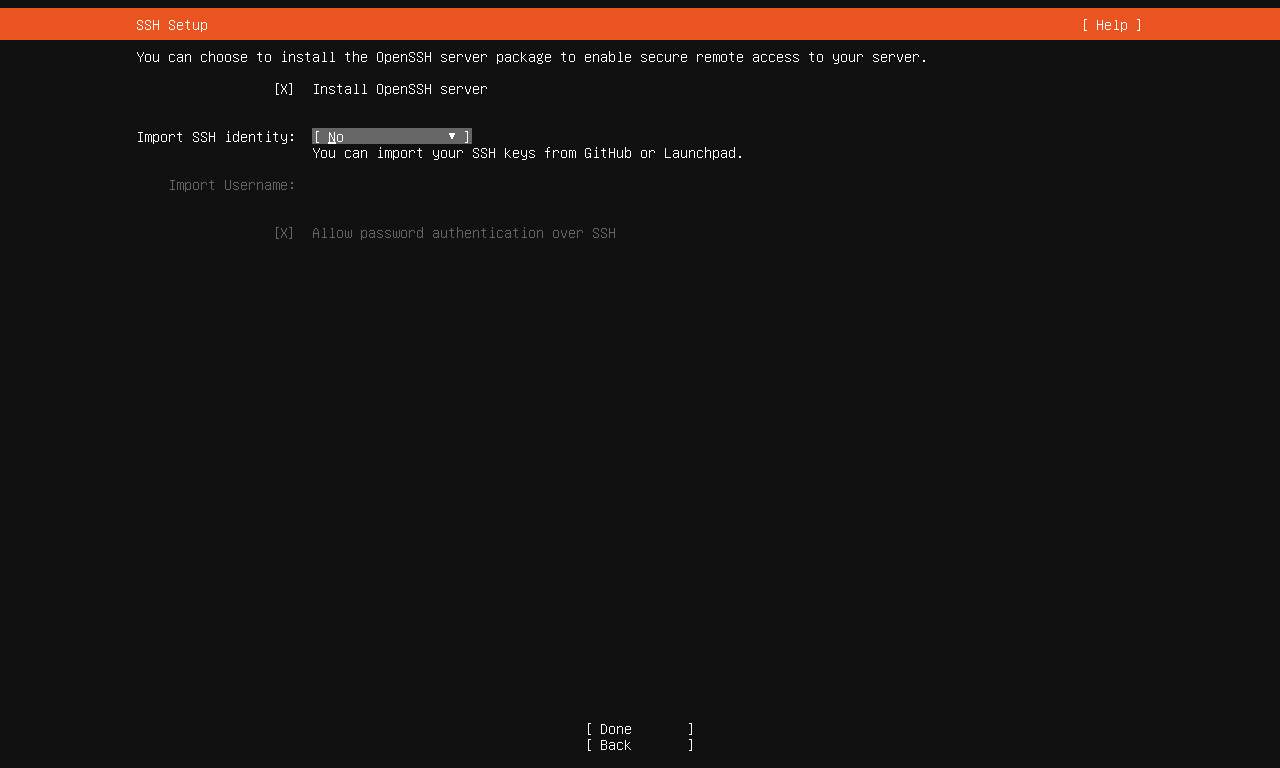 SSH Setup [ Help ]
You can choose to install the OpenSSH server package to enable secure remote access to your server.
[X] Install OpenSSH server
Import SSH identity: [ No ▼ ]
You can import your SSH keys from GitHub or Launchpad.
Import Username:
[X] Allow password authentication over SSH
[ Done ]
[ Back ]